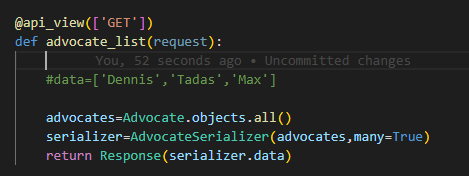 @api_view(['GET'])
def advocate_list(request):
You, 52 seconds ago • Uncommitted changes
#data=['Dennis','Tadas','Max']
advocates=Advocate.objects.all()
serializer=AdvocateSerializer(advocates,many=True)
return Response(serializer.data)